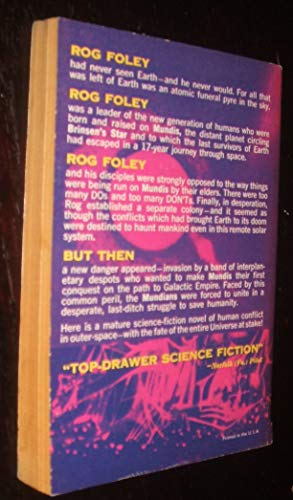 ROG FOLEY
had never seen Earth—and he never would. For all that
was left of Earth was an atomic funeral pyre in the sky.
ROG FOLEY
was a leader of the new generation of humans who were
born and raised on Mundis, the distant planet circling
Brinsen's Star and to which the last survivors of Earth
had escaped in a 17-year journey through space.
ROG FOLEY
and his disciples were strongly opposed to the way things
were being run on Mundis by their elders. There were too
many DOs and too many DON'Ts. Finally, in desperation,
Rog established a separate colony—and it seemed as
though the conflicts which had brought Earth to its doom
were destined to haunt mankind even in this remote solar
system.
BUT THEN
a new danger appeared—invasion by a band of interplan-
etary despots who wanted to make Mundis their first
conquest on the path to Galactic Empire. Faced by this
common peril, the Mundians were forced to unite in a
desperate, last-ditch struggle to save humanity.
Here is a mature science-fiction novel of human conflict
in outer-space—with the fate of the entire Universe at stake!
"TOP-DRAWER SCIENCE FICTION"
—Norfolk (Va.) Pilot
Printed in the U.S.A.